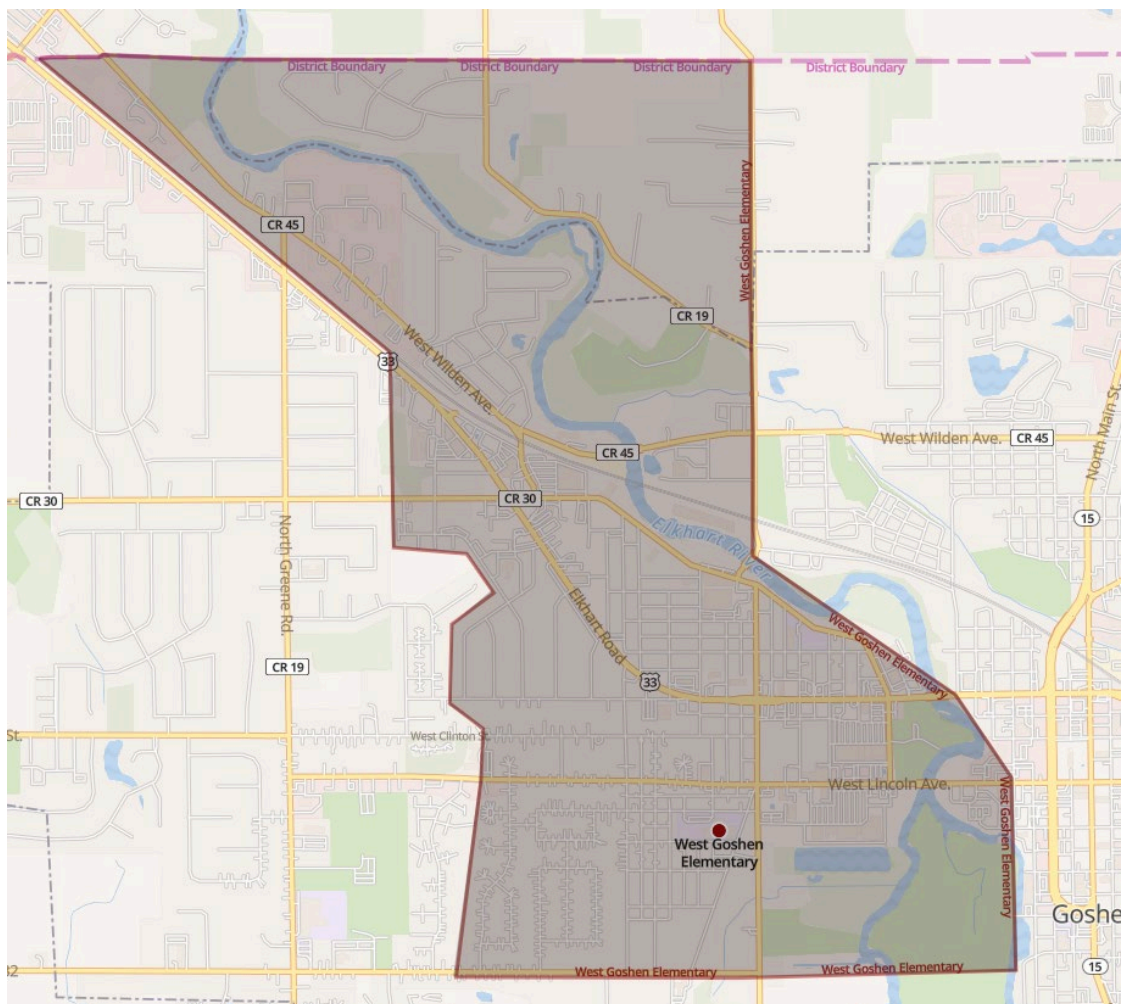 District Boundary
District Boundary
District Boundary
District Boundary
West Goshen Elementary
CR 45
CR 19
33
West Wilden Ave.
West Wilden Ave.
CR 45
CR 45
North Main St.
CR 30
CR 30
15
North Greene Rd.
Elkhart River
Elkhart Road
West Goshen Elementary
CR 19
33
St.
West Clinton St.
West Lincoln Ave.
West Goshen Elementary
West Goshen
Elementary
Goshe
22
West Goshen Elementary
West Goshen Elementary
15